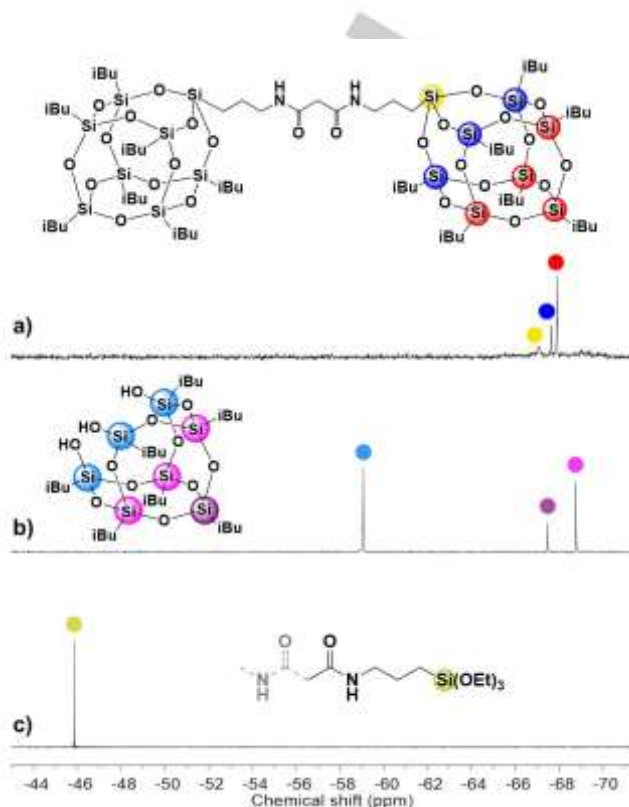 iBu H H
iBu Si O Si N N Si O Si iBu
Si O O O O O O O Si
O iBu Si Si O O O O iBu Si iBu O
O Si O Si iBu iBu Si O Si iBu
Si O Si iBu O Si O Si
iBu iBu iBu iBu
a)
iBu
HO Si O iBu
HO Si O Si
HO iBu O O
b) iBu Si O Si O
O iBu O Si
Si O iBu
iBu
O O
N N Si(OEt)3
H H
c)
-44 -46 -48 -50 -52 -54 -56 -58 -60 -62 -64 -66 -68 -70
Chemical shift (ppm)